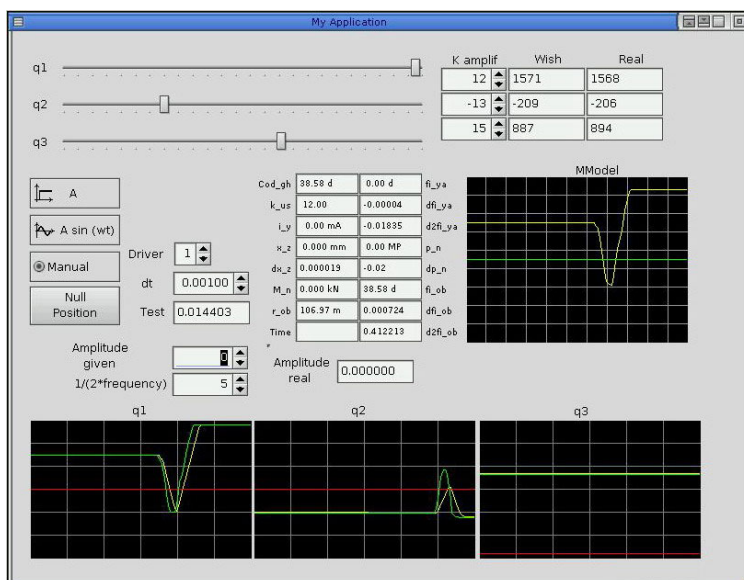 My Application
K amplif Wish Real
q1
12 1571 1568
q2
-13 -209 -206
q3
15 887 894
MModel
A
A sin (wt)
Manual
Null
Position
Driver 1
dt 0.00100
Test 0.014403
Cod_gh 38.58 d 0.00 d fi_ya
k_us 12.00 -0.00004 dfi_ya
i_y 0.00 mA -0.01835 d2fi_ya
x_z 0.000 mm 0.00 MP p_n
dx_z 0.000019 -0.02 dp_n
M_n 0.000 kN 38.58 d fi_ob
r_ob 106.97 m 0.000724 dfi_ob
Time 0.412213 d2fi_ob
Amplitude
given 0
1/(2*frequency) 5
Amplitude
real 0.000000
q1 q2 q3